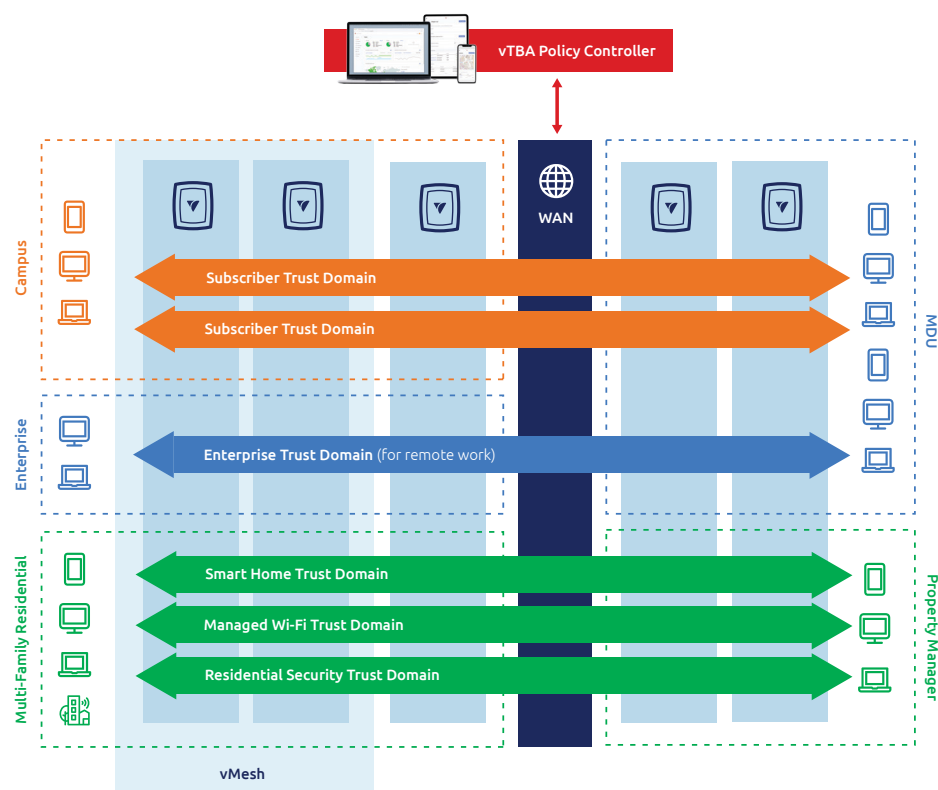 vTBA Policy Controller
WAN
Campus
Subscriber Trust Domain
Subscriber Trust Domain
MDU
Enterprise
Enterprise Trust Domain (for remote work)
Multi-Family Residential
Smart Home Trust Domain
Managed Wi-Fi Trust Domain
Residential Security Trust Domain
Property Manager
vMesh